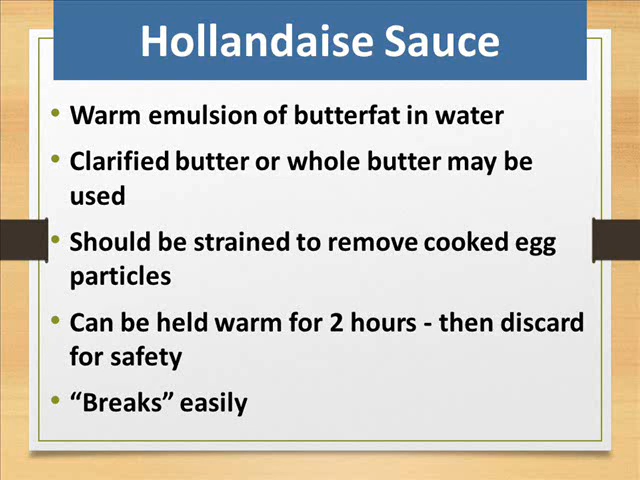 Hollandaise Sauce
• Warm emulsion of butterfat in water
• Clarified butter or whole butter may be
used
• Should be strained to remove cooked egg
particles
• Can be held warm for 2 hours - then discard
for safety
• “Breaks” easily